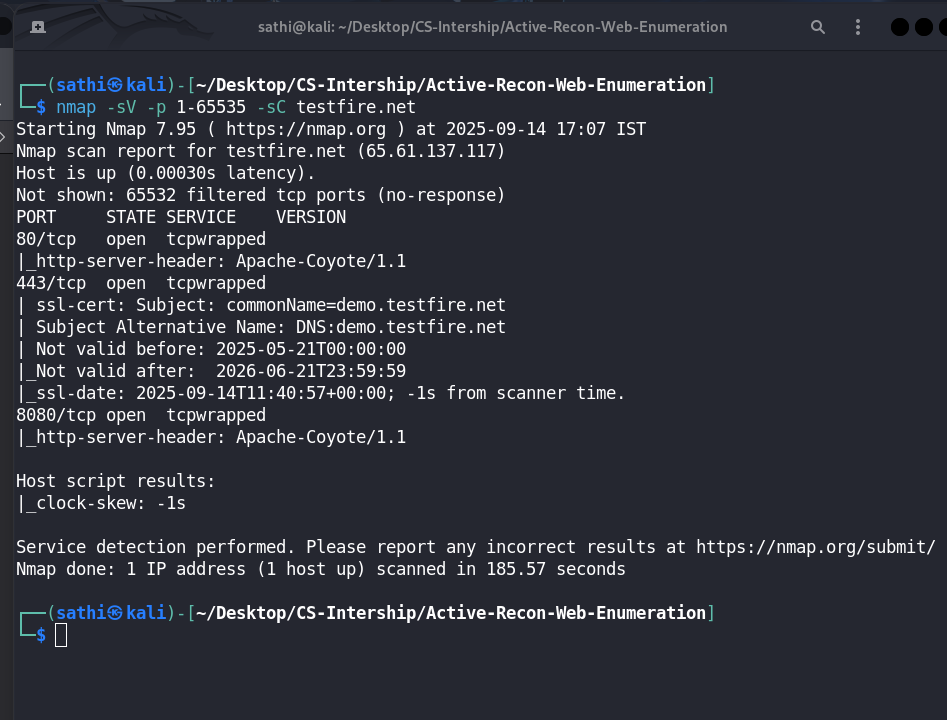 sathi@kali: ~/Desktop/CS-Intership/Active-Recon-Web-Enumeration
┌──(sathi㉿kali)-[~/Desktop/CS-Intership/Active-Recon-Web-Enumeration]
└─$ nmap -sV -p 1-65535 -sC testfire.net
Starting Nmap 7.95 ( https://nmap.org ) at 2025-09-14 17:07 IST
Nmap scan report for testfire.net (65.61.137.117)
Host is up (0.00030s latency).
Not shown: 65532 filtered tcp ports (no-response)
PORT     STATE SERVICE    VERSION
80/tcp   open  tcpwrapped
|_http-server-header: Apache-Coyote/1.1
443/tcp  open  tcpwrapped
| ssl-cert: Subject: commonName=demo.testfire.net
| Subject Alternative Name: DNS:demo.testfire.net
| Not valid before: 2025-05-21T00:00:00
|_Not valid after:  2026-06-21T23:59:59
|_ssl-date: 2025-09-14T11:40:57+00:00; -1s from scanner time.
8080/tcp open  tcpwrapped
|_http-server-header: Apache-Coyote/1.1
Host script results:
|_clock-skew: -1s
Service detection performed. Please report any incorrect results at https://nmap.org/submit/
Nmap done: 1 IP address (1 host up) scanned in 185.57 seconds
┌──(sathi㉿kali)-[~/Desktop/CS-Intership/Active-Recon-Web-Enumeration]
└─$